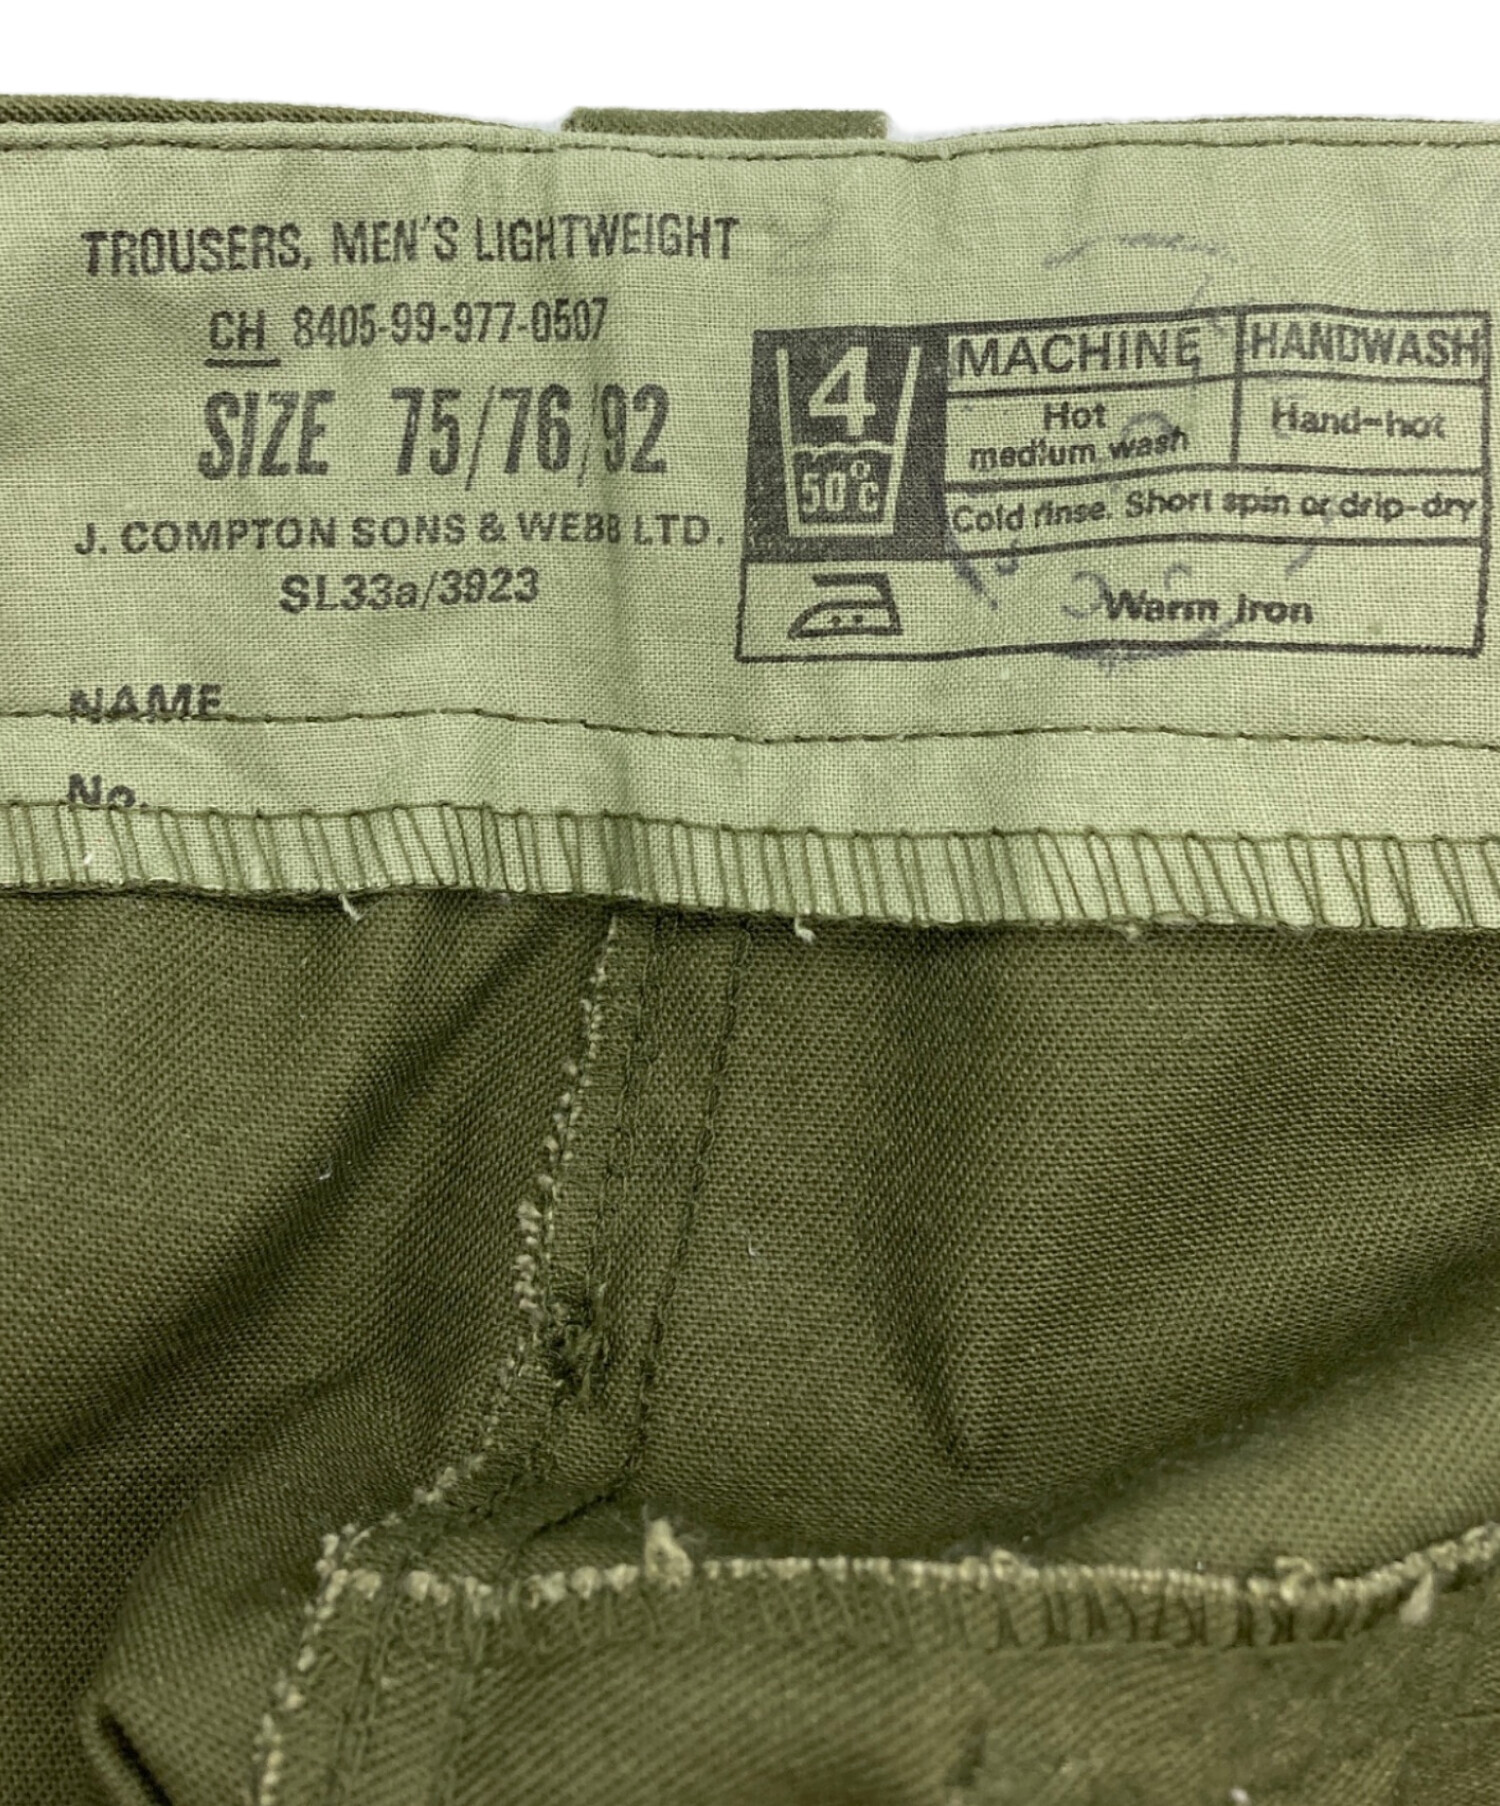 TROUSERS, MEN'S LIGHTWEIGHT
CH 8405-99-977-0507
SIZE 75/76/92
J. COMPTON SONS & WEBB LTD.
SL33a/3923
NAME
No.
4
50°C
MACHINE
HANDWASH
Hot
medium wash
Hand-hot
Cold rinse. Short spin or drip-dry
Warm iron